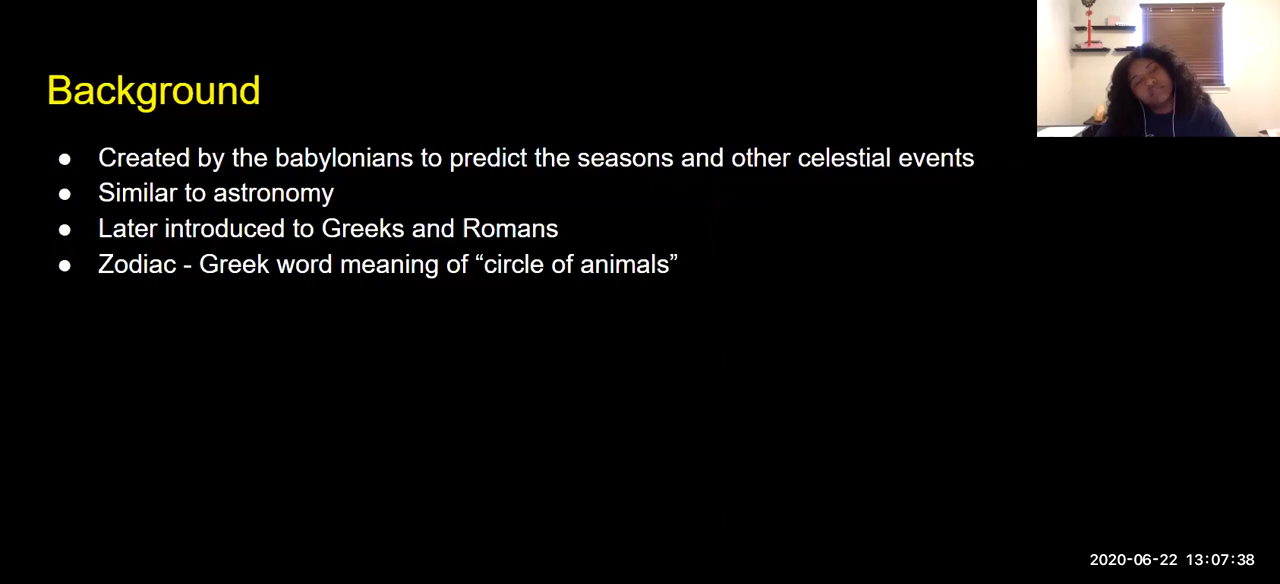 Background
● Created by the babylonians to predict the seasons and other celestial events
● Similar to astronomy
● Later introduced to Greeks and Romans
● Zodiac - Greek word meaning of “circle of animals”
2020-06-22 13:07:38